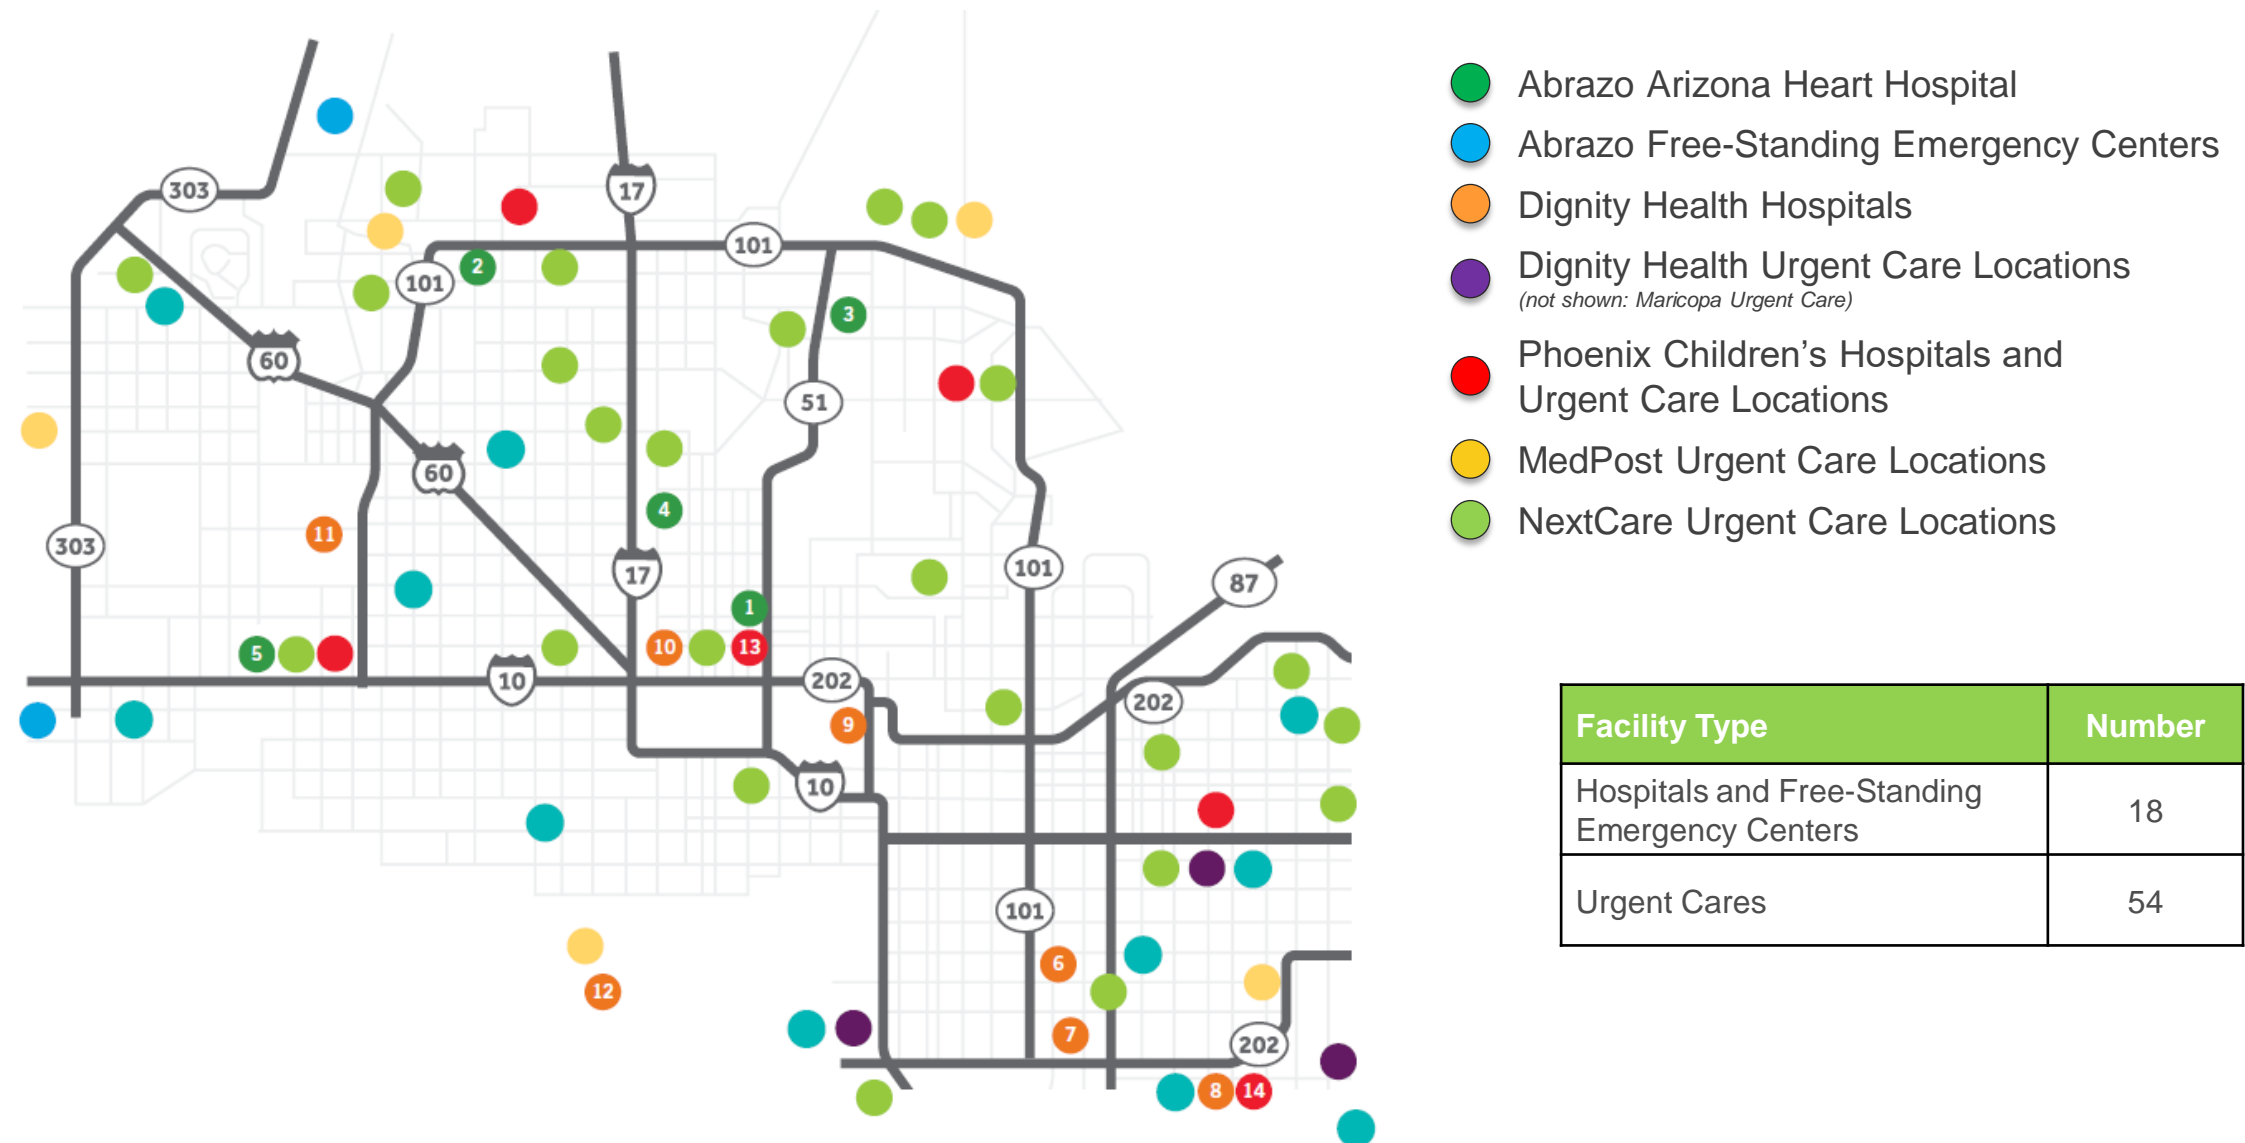 303
17
101
2
101
3
60
51
60
4
11
303
17
101
87
1
5
10
13
10
202
202
9
10
101
6
12
7
202
8
14
Abrazo Arizona Heart Hospital
Abrazo Free-Standing Emergency Centers
Dignity Health Hospitals
Dignity Health Urgent Care Locations
(not shown: Maricopa Urgent Care)
Phoenix Children’s Hospitals and
Urgent Care Locations
MedPost Urgent Care Locations
NextCare Urgent Care Locations
Facility Type
Number
Hospitals and Free-Standing
Emergency Centers
18
Urgent Cares
54